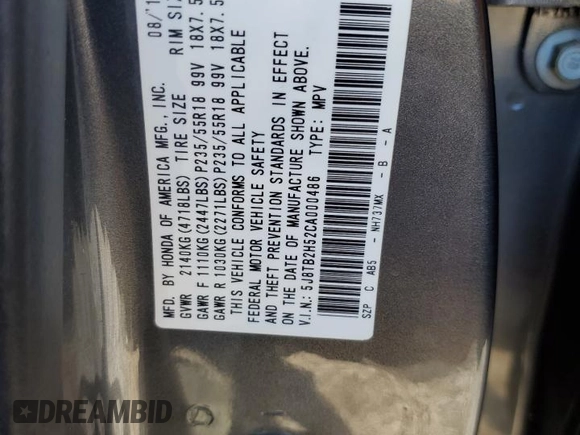 MFD. BY HONDA OF AMERICA MFG., INC. 08/'1
GVWR 2140KG(4718LBS) TIRE SIZE RIM SIZ
GAWR F 1110KG(2447LBS)P235/55R18 99V 18X7.5
GAWR R 1030KG(2271LBS)P235/55R18 99V 18X7.5
THIS VEHICLE CONFORMS TO ALL APPLICABLE
FEDERAL MOTOR VEHICLE SAFETY
AND THEFT PREVENTION STANDARDS IN EFFECT
ON THE DATE OF MANUFACTURE SHOWN ABOVE.
V.I.N.: 5J8TB2H52CA000486 TYPE: MPV
SZP C AB5 - NH737MX - B - A
DREAMBID